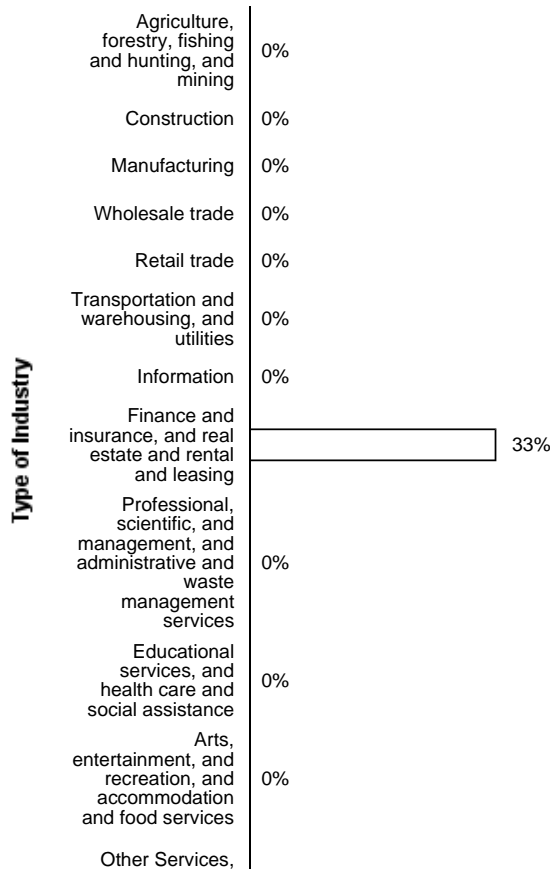 Type of Industry
Agriculture,
forestry, fishing
and hunting, and
mining
0%
Construction
0%
Manufacturing
0%
Wholesale trade
0%
Retail trade
0%
Transportation and
warehousing, and
utilities
0%
Information
0%
Finance and
insurance, and real
estate and rental
and leasing
33%
Professional,
scientific, and
management, and
administrative and
waste
management
services
0%
Educational
services, and
health care and
social assistance
0%
Arts,
entertainment, and
recreation, and
accommodation
and food services
0%
Other Services,